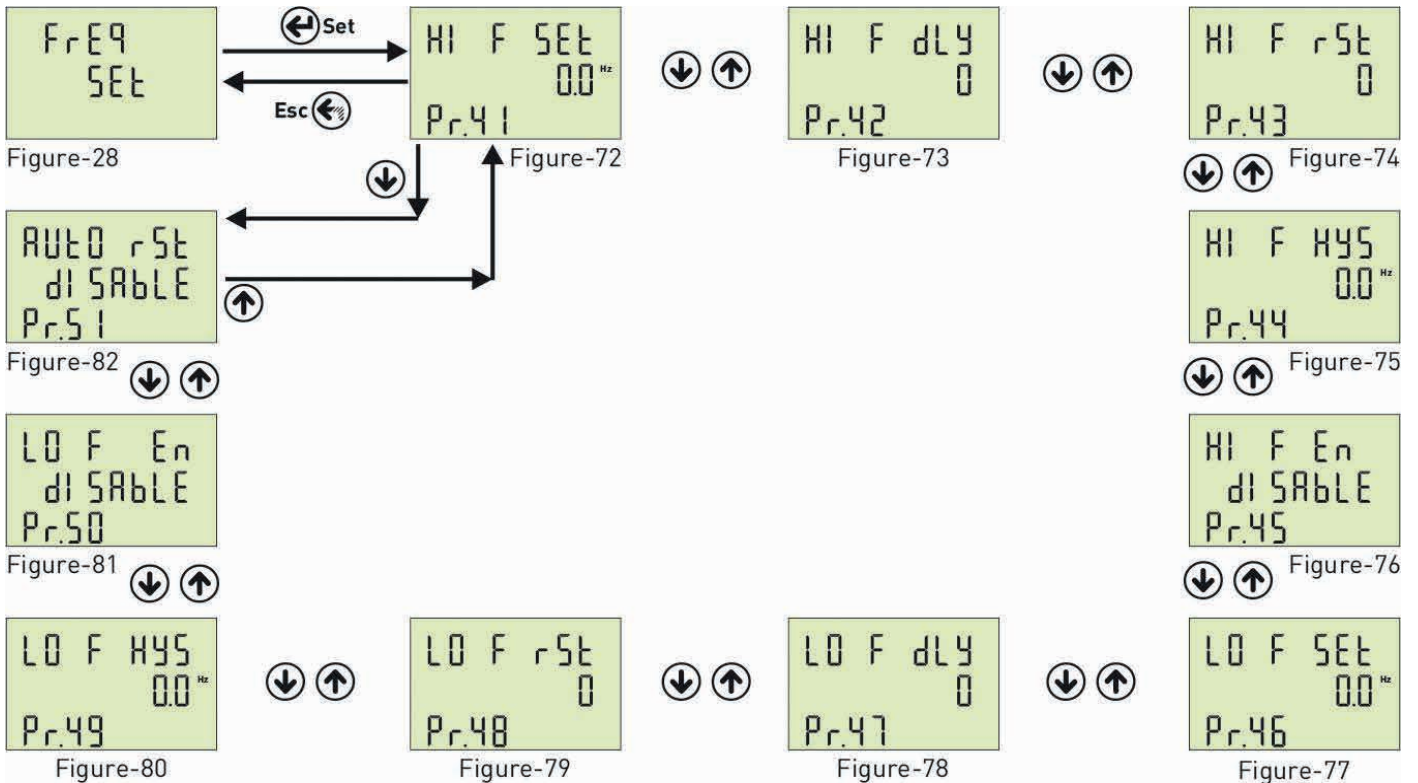 FrEq
SEt
Figure-28
Set
Esc
HI F SEt
0.0 Hz
Pr.41
Figure-72
HI F dLY
0
Pr.42
Figure-73
HI F rSt
0
Pr.43
Figure-74
AUtO rSt
dISAbLE
Pr.51
Figure-82
HI F HYS
0.0 Hz
Pr.44
Figure-75
LO F En
dISAbLE
Pr.50
Figure-81
HI F En
dISAbLE
Pr.45
Figure-76
LO F HYS
0.0 Hz
Pr.49
Figure-80
LO F rSt
0
Pr.48
Figure-79
LO F dLY
0
Pr.47
Figure-78
LO F SEt
0.0 Hz
Pr.46
Figure-77